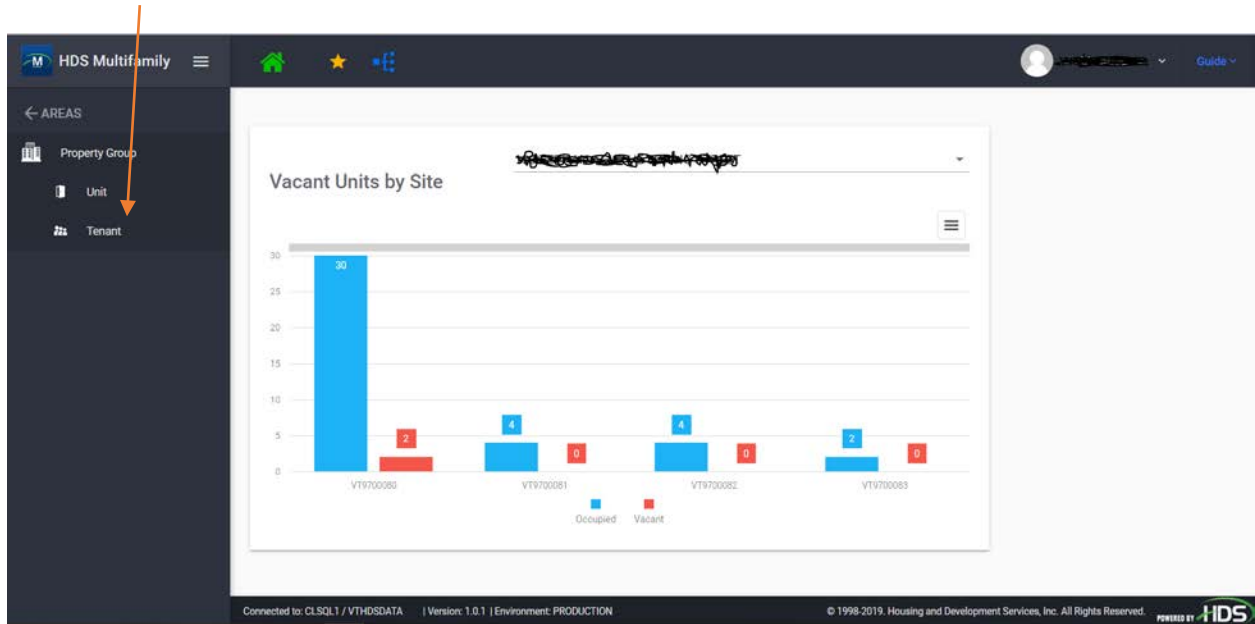 M HDS Multifamily
Guide
AREAS
Property Group
Unit
Tenant
Vacant Units by Site
30
25
20
15
10
5
0
30
2
4
0
4
0
2
0
VT9700080 VT9700081 VT9700082 VT9700083
Occupied Vacant
Connected to: CLSQL1 / VTHDSDATA | Version: 1.0.1 | Environment: PRODUCTION © 1998-2019. Housing and Development Services, Inc. All Rights Reserved. POWERED BY HDS